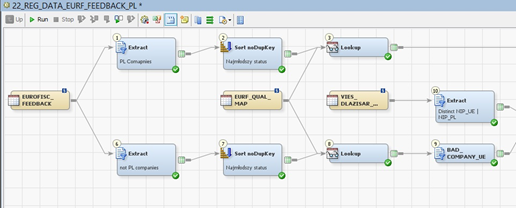 22_REG_DATA_EURF_FEEDBACK_PL *
Up Run Stop
1
Extract
PL Comapnies
2
Sort noDupKey
Najmłodszy status
3
Lookup
EUROFISC_
FEEDBACK
EURF_QUAL_
MAP
VIES_
DLAZISAR_...
10
Extract
Distinct NIP_UE |
NIP_PL
6
Extract
not PL companies
7
Sort noDupKey
Najmłodszy status
8
Lookup
9
BAD_
COMPANY_UE